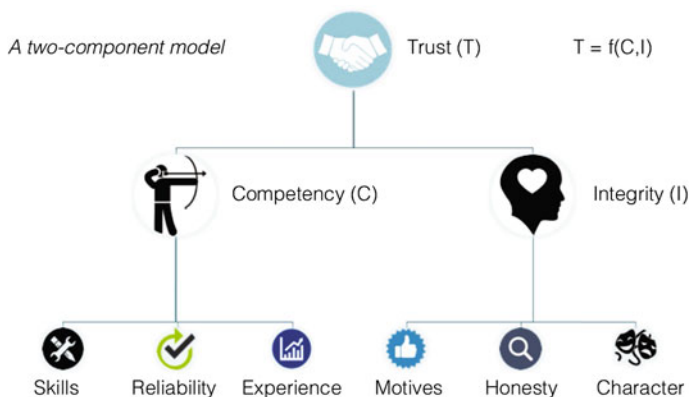 A two-component model
Trust (T)
T = f(C,I)
Competency (C)
Integrity (I)
Skills
Reliability
Experience
Motives
Honesty
Character